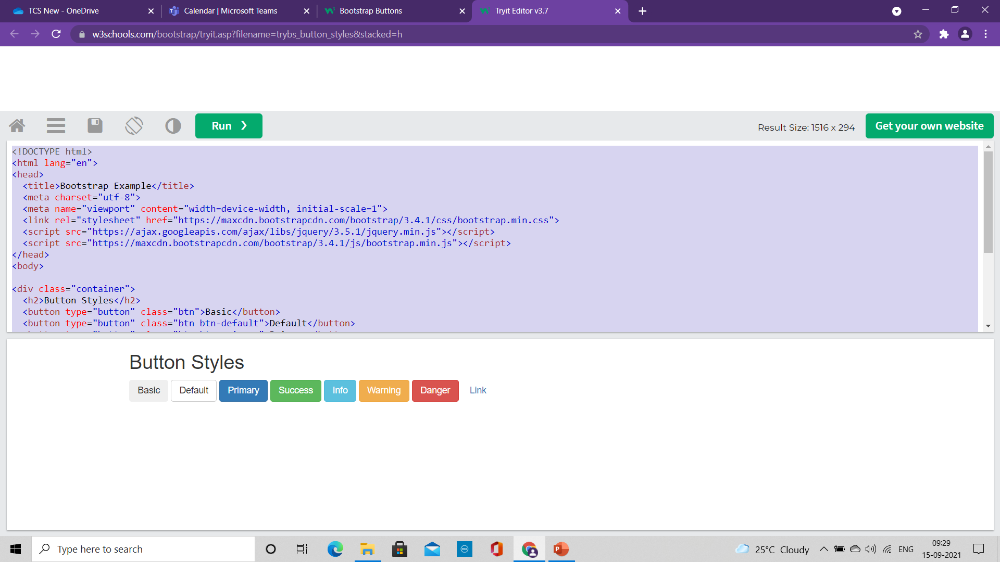 TCS New - OneDrive
Calendar | Microsoft Teams
Bootstrap Buttons
Tryit Editor v3.7
w3schools.com/bootstrap/tryit.asp?filename=trybs_button_styles&stacked=h
Run ❯
Result Size: 1516 x 294
Get your own website
<!DOCTYPE html>
<html lang="en">
<head>
  <title>Bootstrap Example</title>
  <meta charset="utf-8">
  <meta name="viewport" content="width=device-width, initial-scale=1">
  <link rel="stylesheet" href="https://maxcdn.bootstrapcdn.com/bootstrap/3.4.1/css/bootstrap.min.css">
  <script src="https://ajax.googleapis.com/ajax/libs/jquery/3.5.1/jquery.min.js"></script>
  <script src="https://maxcdn.bootstrapcdn.com/bootstrap/3.4.1/js/bootstrap.min.js"></script>
</head>
<body>
<div class="container">
  <h2>Button Styles</h2>
  <button type="button" class="btn">Basic</button>
  <button type="button" class="btn btn-default">Default</button>
Button Styles
Basic Default Primary Success Info Warning Danger Link
Type here to search
25°C Cloudy
ENG
09:29
15-09-2021